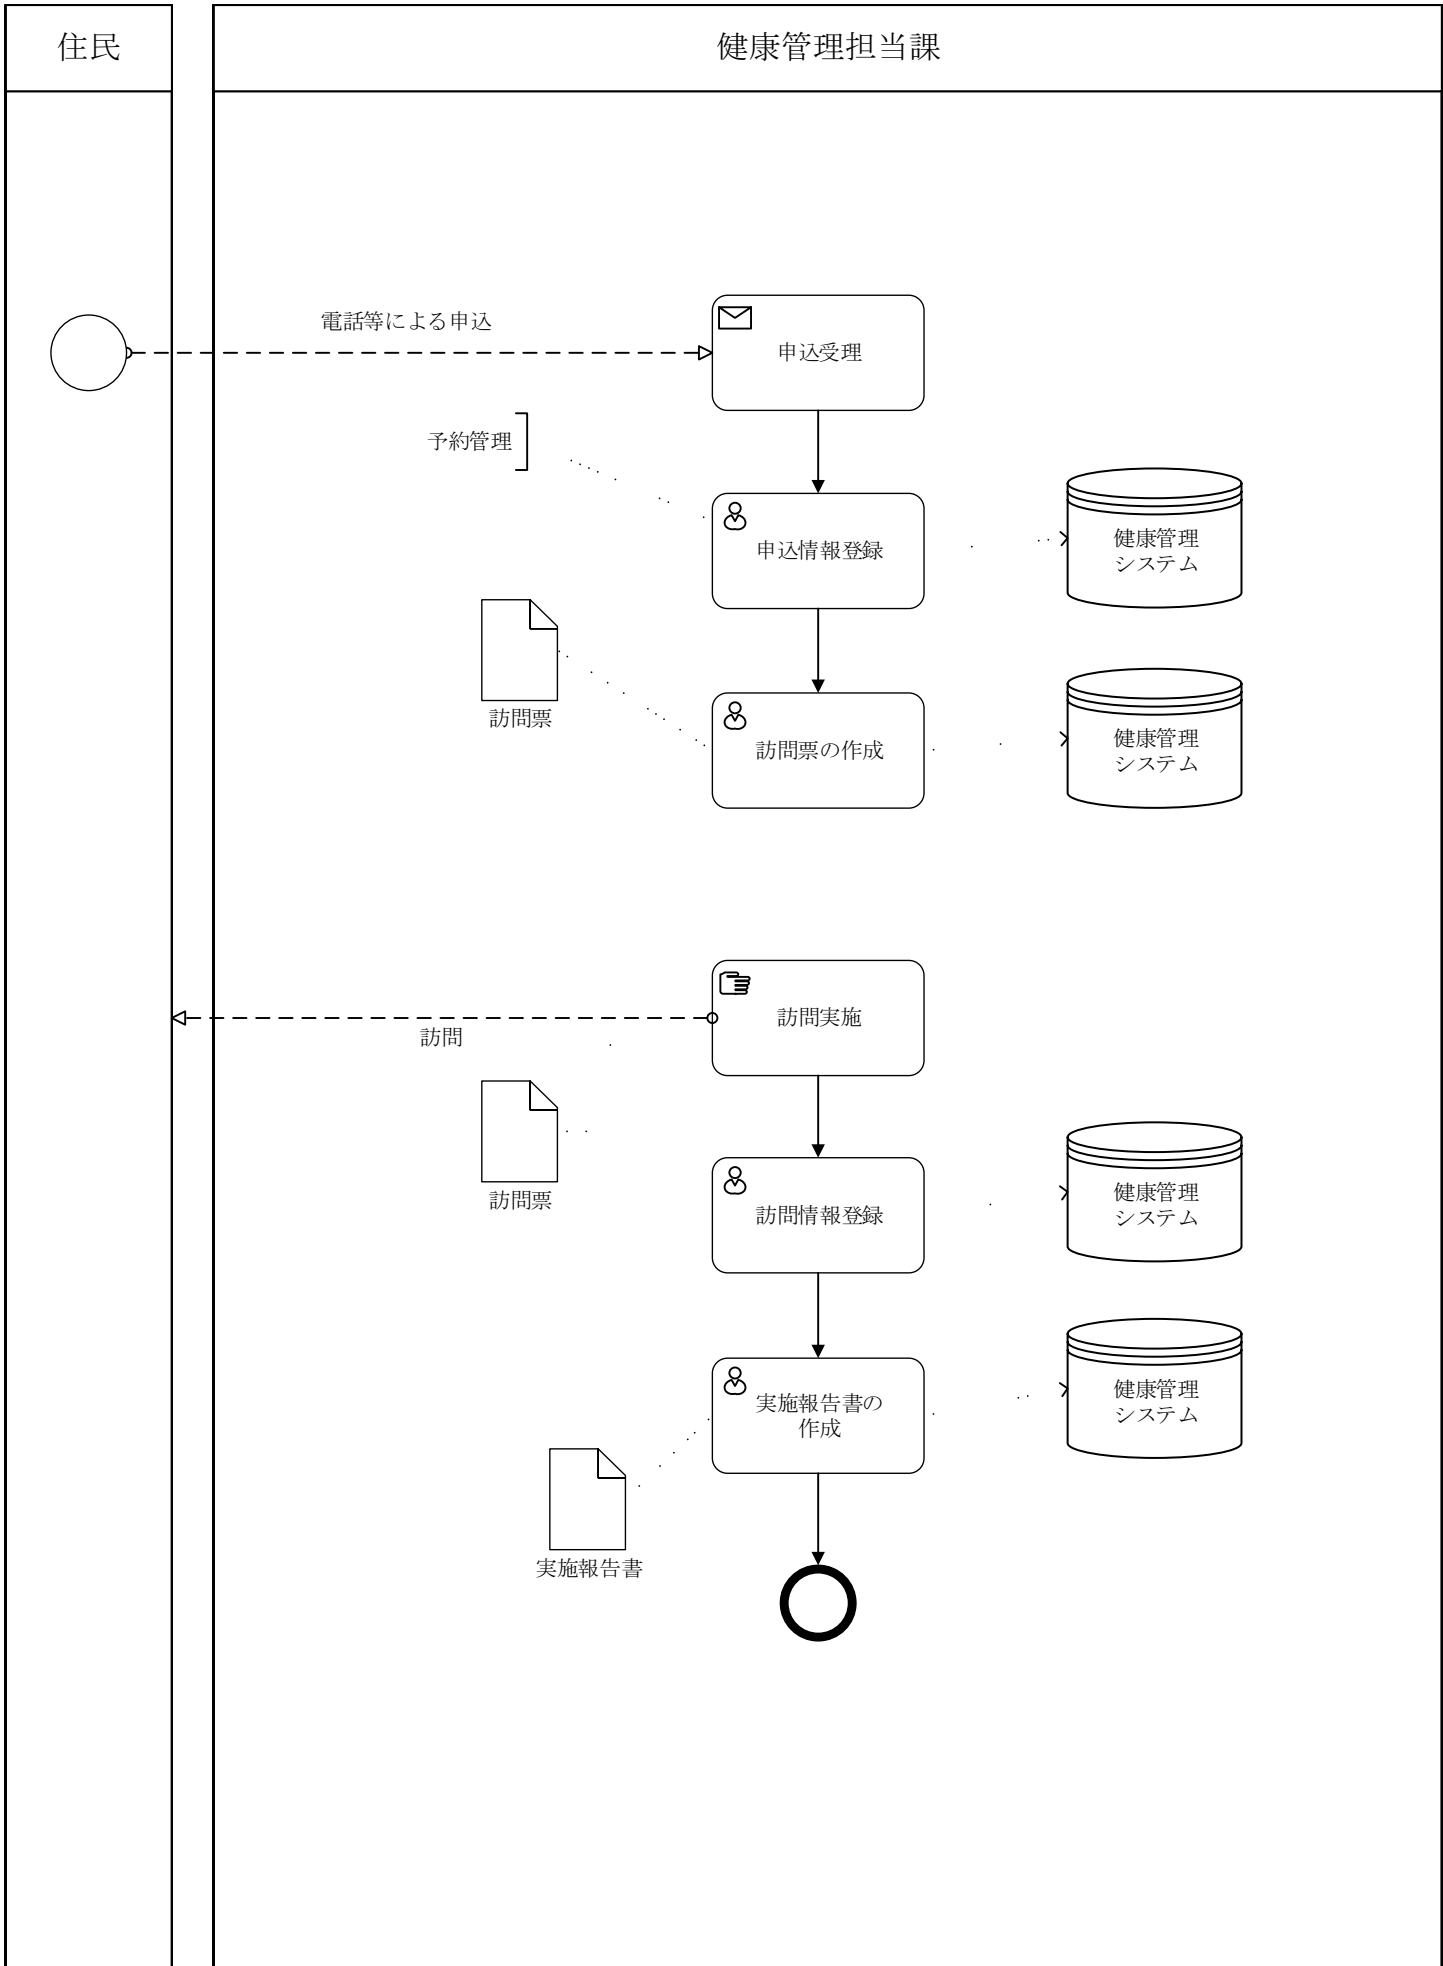 住民
健康管理担当課
電話等による申込
申込受理
予約管理
申込情報登録
健康管理
システム
訪問票
訪問票の作成
健康管理
システム
訪問実施
訪問
訪問票
訪問情報登録
健康管理
システム
実施報告書の
作成
健康管理
システム
実施報告書